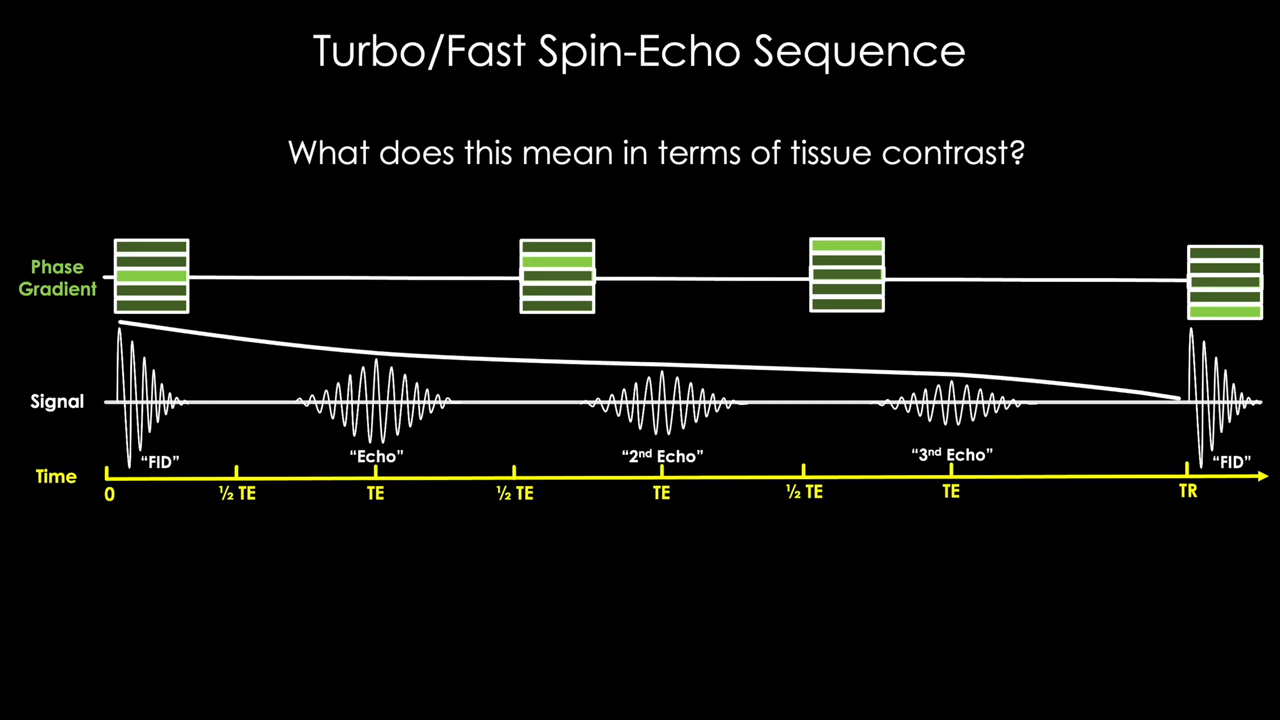 Turbo/Fast Spin-Echo Sequence
What does this mean in terms of tissue contrast?
Phase
Gradient
Signal
“FID”
“Echo”
“2nd Echo”
“3rd Echo”
“FID”
Time
0
½ TE
TE
½ TE
TE
½ TE
TE
TR